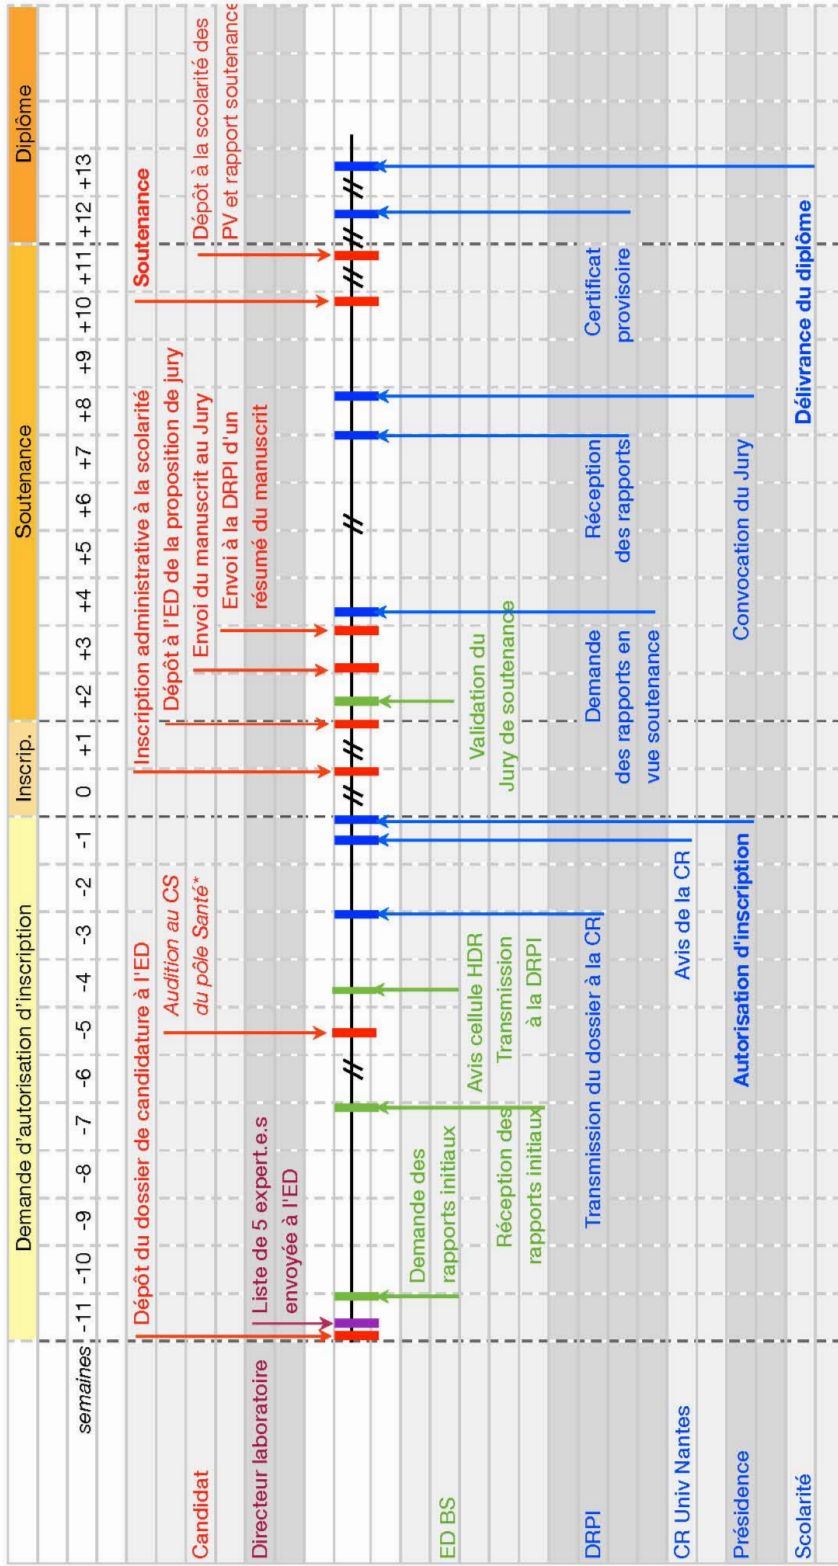 Demande d'autorisation d'inscription
Inscrip.
Soutenance
Diplôme
semaines
-11
-10
-9
-8
-7
-6
-5
-4
-3
-2
-1
0
+1
+2
+3
+4
+5
+6
+7
+8
+9
+10
+11
+12
+13
Candidat
Dépôt du dossier de candidature à l'ED
Audition au CS
du pôle Santé*
Inscription administrative à la scolarité
Dépôt à l'ED de la proposition de jury
Envoi du manuscrit au Jury
Envoi à la DRPI d'un
résumé du manuscrit
Soutenance
Dépôt à la scolarité des
PV et rapport soutenance
Directeur laboratoire
Liste de 5 expert.e.s
envoyée à l'ED
ED BS
Demande des
rapports initiaux
Réception des
rapports initiaux
Avis cellule HDR
Transmission
à la DRPI
Validation du
Jury de soutenance
DRPI
Transmission du dossier à la CR
Demande
des rapports en
vue soutenance
Réception
des rapports
Certificat
provisoire
CR Univ Nantes
Avis de la CR
Présidence
Autorisation d'inscription
Convocation du Jury
Scolarité
Délivrance du diplôme